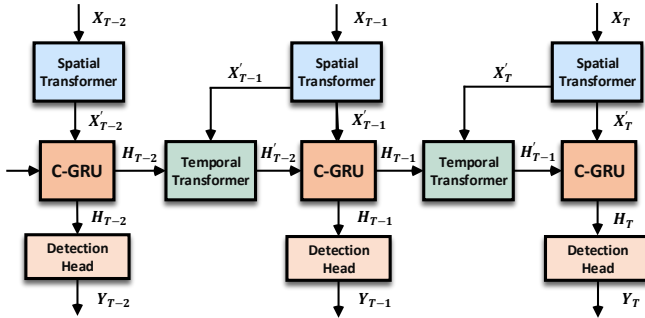 X_{T-2} X_{T-1} X_T
Spatial Transformer
Spatial Transformer
Spatial Transformer
X'_{T-1} X'_T
X'_{T-2} X'_{T-1} X'_T
C-GRU
H_{T-2}
Temporal Transformer
H'_{T-2}
C-GRU
H_{T-1}
Temporal Transformer
H'_{T-1}
C-GRU
H_{T-2} H_{T-1} H_T
Detection Head
Detection Head
Detection Head
Y_{T-2} Y_{T-1} Y_T